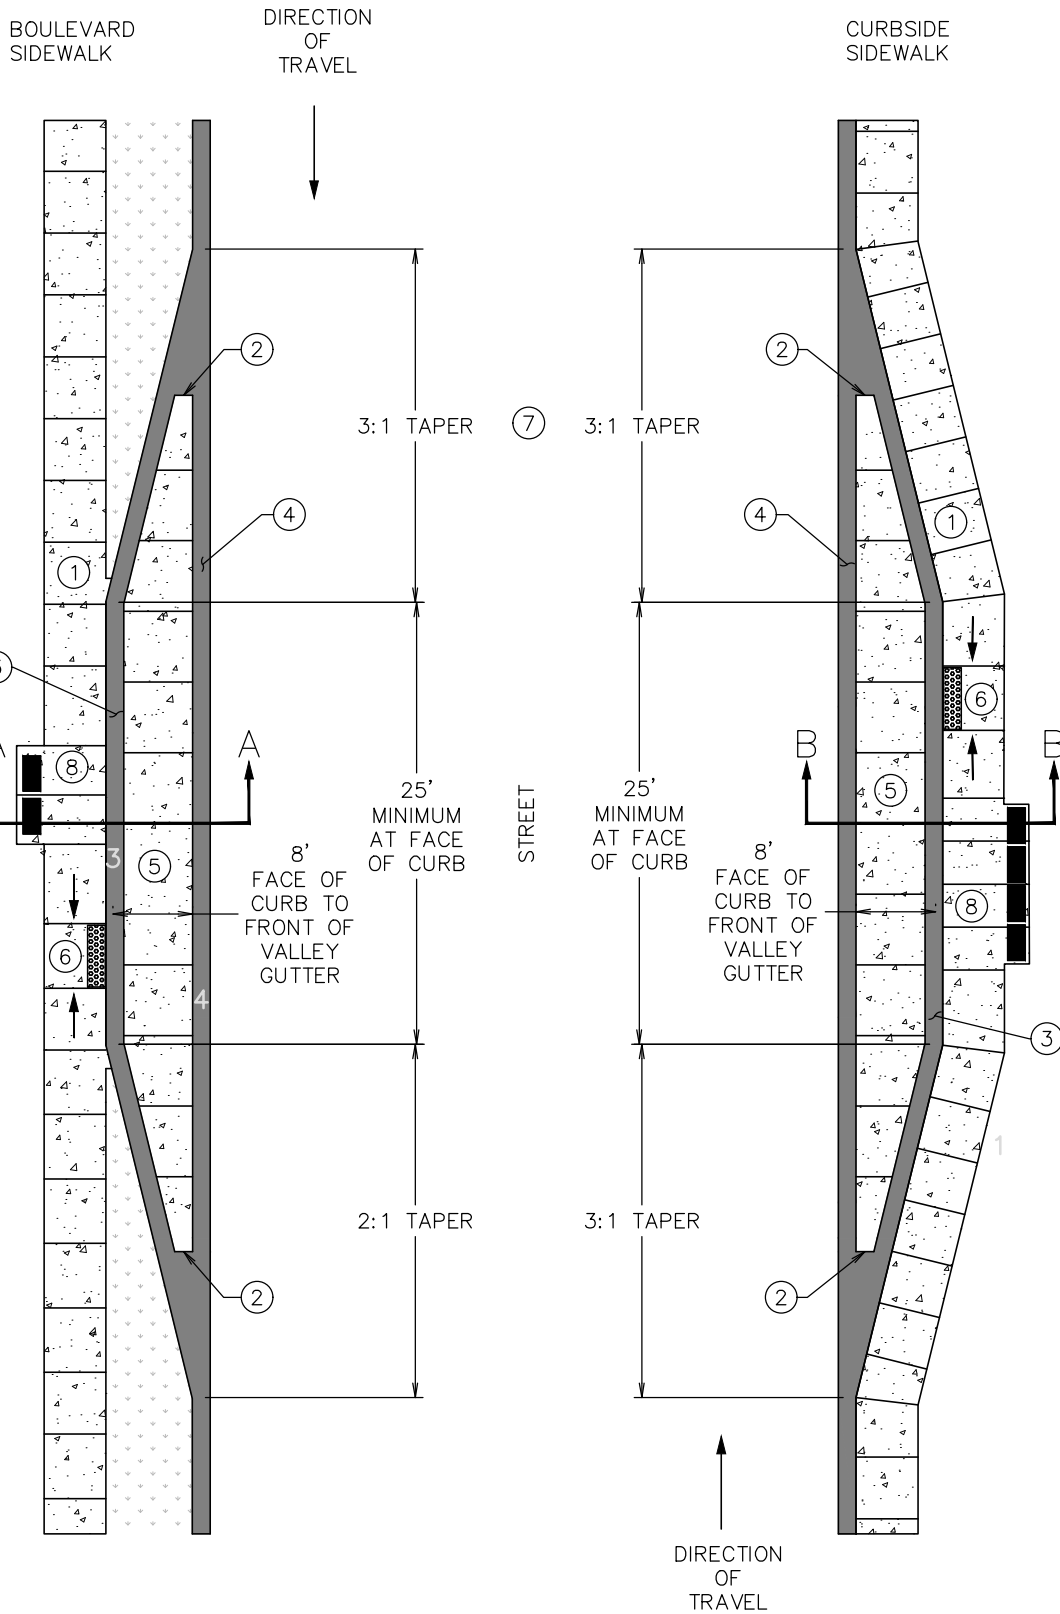 BOULEVARD
SIDEWALK
DIRECTION
OF
TRAVEL
CURBSIDE
SIDEWALK
2
2
3:1 TAPER
7
3:1 TAPER
4
4
1
1
6
A
B
B
8
5
25'
MINIMUM
AT FACE
OF CURB
STREET
25'
MINIMUM
AT FACE
OF CURB
5
3
5
8'
FACE OF
CURB TO
FRONT OF
VALLEY
GUTTER
8'
FACE OF
CURB TO
FRONT OF
VALLEY
GUTTER
8
6
4
3
1
2:1 TAPER
3:1 TAPER
2
2
DIRECTION
OF
TRAVEL